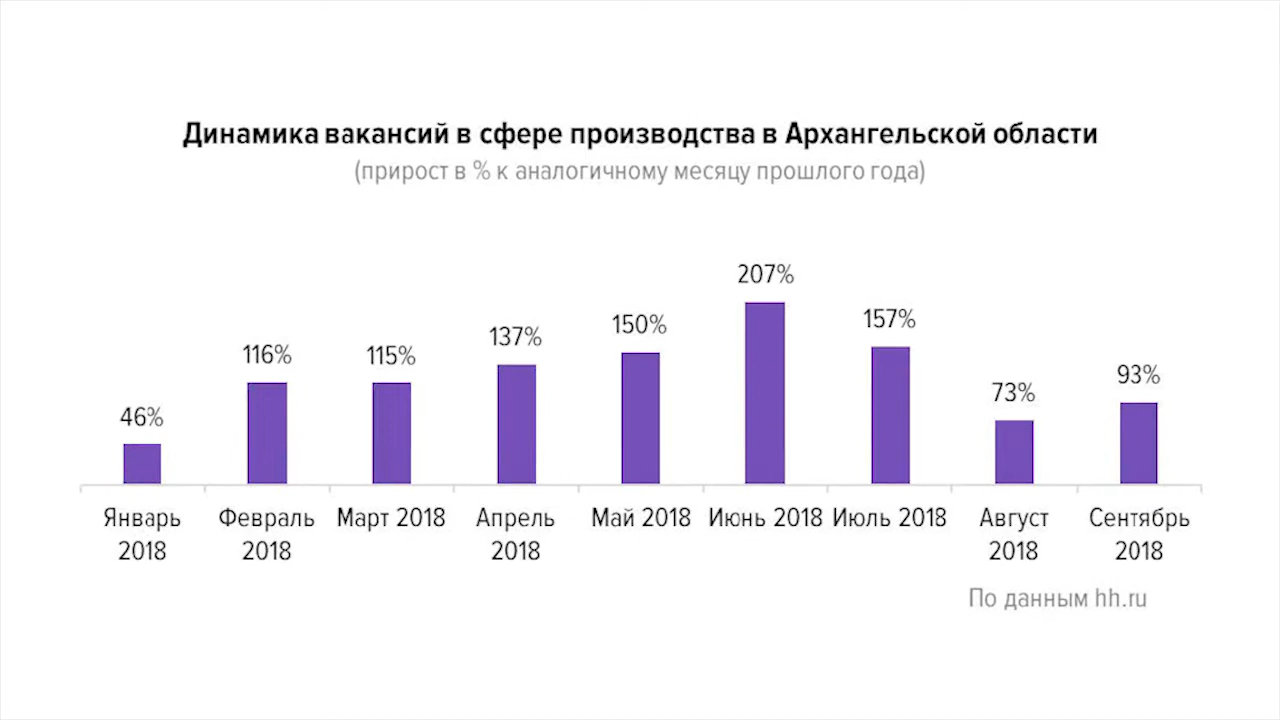 Динамика вакансий в сфере производства в Архангельской области
(прирост в % к аналогичному месяцу прошлого года)
207%
157%
150%
137%
116%
115%
93%
73%
46%
Январь 2018
Февраль 2018
Март 2018
Апрель 2018
Май 2018
Июнь 2018
Июль 2018
Август 2018
Сентябрь 2018
По данным hh.ru